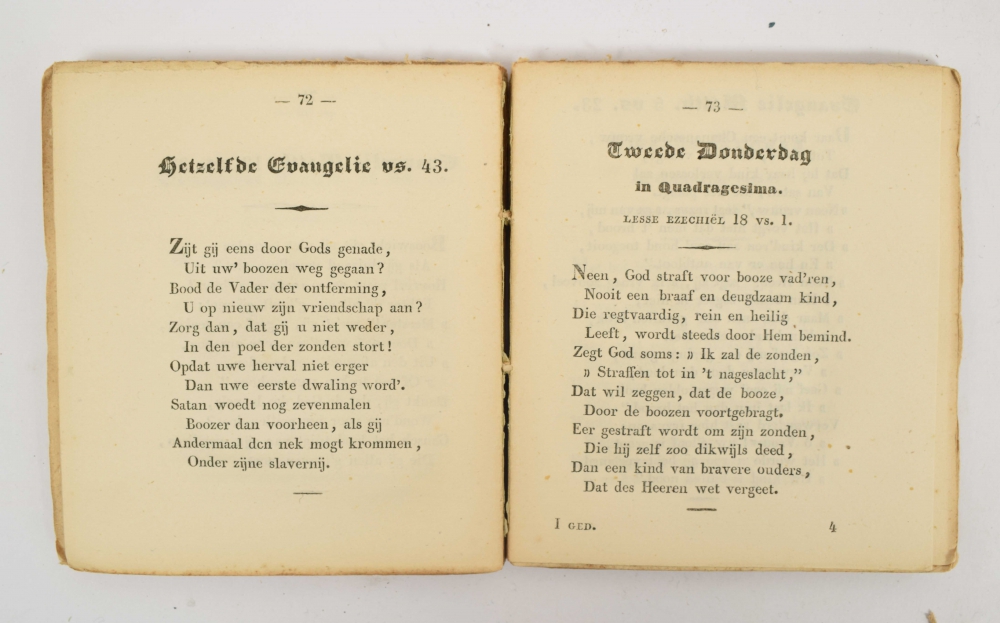 — 72 —
Hetzelfde Evangelie vs. 43.
Zijt gij eens door Gods genade,
Uit uw' boozen weg gegaan?
Bood de Vader der ontferming,
U op nieuw zijn vriendschap aan?
Zorg dan, dat gij u niet weder,
In den poel der zonden stort!
Opdat uwe herval niet erger
Dan uwe eerste dwaling word'.
Satan woedt nog zevenmalen
Boozer dan voorheen, als gij
Andermaal den nek mogt krommen,
Onder zijne slavernij.
— 73 —
Tweede Donderdag
in Quadragesima.
LESSE EZECHIËL 18 vs. 1.
Neen, God straft voor booze vad'ren,
Nooit een braaf en deugdzaam kind,
Die regtvaardig, rein en heilig
Leeft, wordt steeds door Hem bemind.
Zegt God soms: » Ik zal de zonden,
» Straffen tot in 't nageslacht,”
Dat wil zeggen, dat de booze,
Door de boozen voortgebragt.
Eer gestraft wordt om zijn zonden,
Die hij zelf zoo dikwijls deed,
Dan een kind van bravere ouders,
Dat des Heeren wet vergeet.
I GED. 4